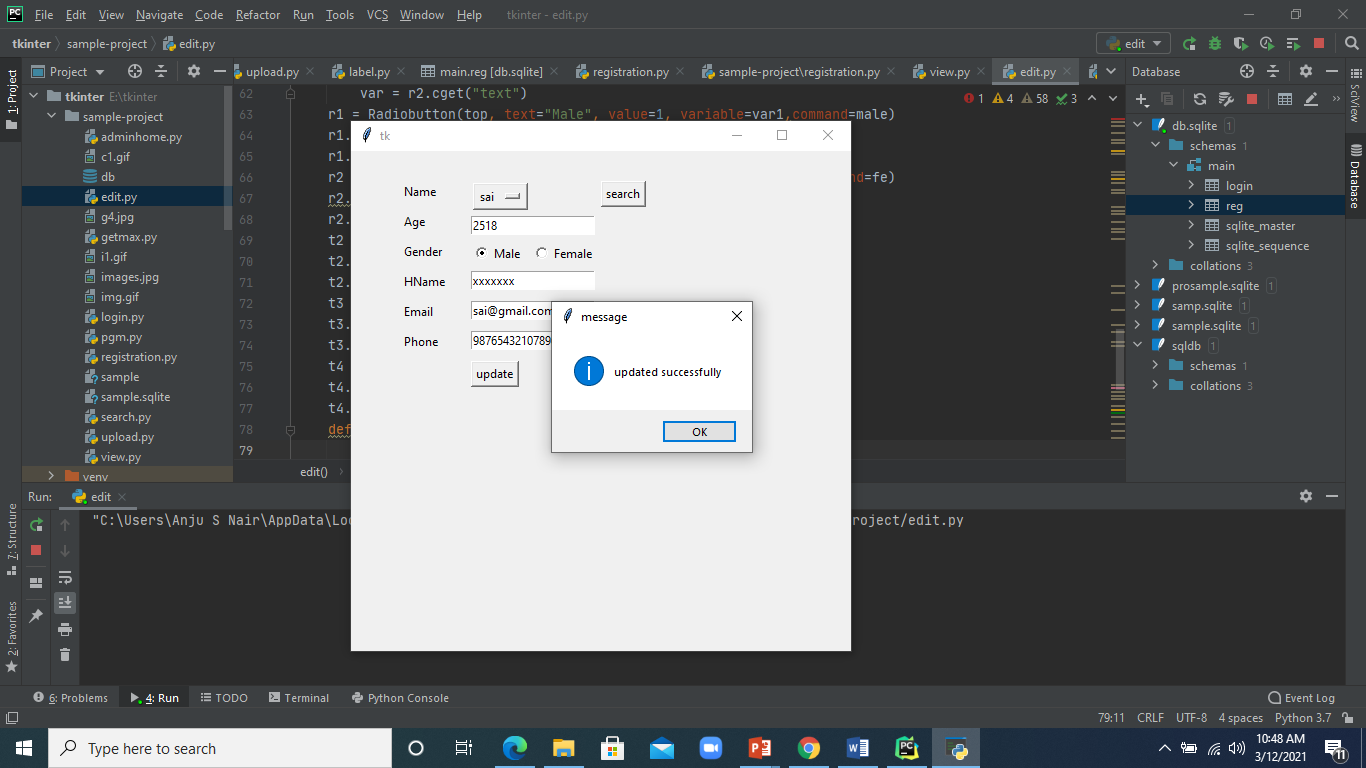 File Edit View Navigate Code Refactor Run Tools VCS Window Help tkinter - edit.py
tkinter sample-project edit.py edit
1: Project
Project upload.py label.py main.reg [db.sqlite] registration.py sample-project\registration.py view.py edit.py Database
SciView
Database
tkinter E:\tkinter
sample-project
adminhome.py
c1.gif
db
edit.py
g4.jpg
getmax.py
i1.gif
images.jpg
img.gif
login.py
pgm.py
registration.py
sample
sample.sqlite
search.py
upload.py
view.py
venv
62 var = r2.cget("text")
1 4 58 3
63 r1 = Radiobutton(top, text="Male", value=1, variable=var1,command=male)
64 r1.
65 r1.
66 r2 nd=fe)
67 r2.
68 r2.
69 t2
70 t2.
71 t2.
72 t3
73 t3.
74 t3.
75 t4
76 t4.
77 t4.
78 def
79
edit()
tk
Name sai search
Age 2518
Gender Male Female
HName xxxxxxx
Email sai@gmail.com
Phone 9876543210789
update
message
updated successfully
OK
db.sqlite 1
schemas 1
main
login
reg
sqlite_master
sqlite_sequence
collations 3
prosample.sqlite 1
samp.sqlite 1
sample.sqlite 1
sqldb 1
schemas 1
collations 3
Run: edit
"C:\Users\Anju S Nair\AppData\Loc roject/edit.py
7: Structure
2: Favorites
6: Problems 4: Run TODO Terminal Python Console Event Log
79:11 CRLF UTF-8 4 spaces Python 3.7
Type here to search
10:48 AM
3/12/2021
11